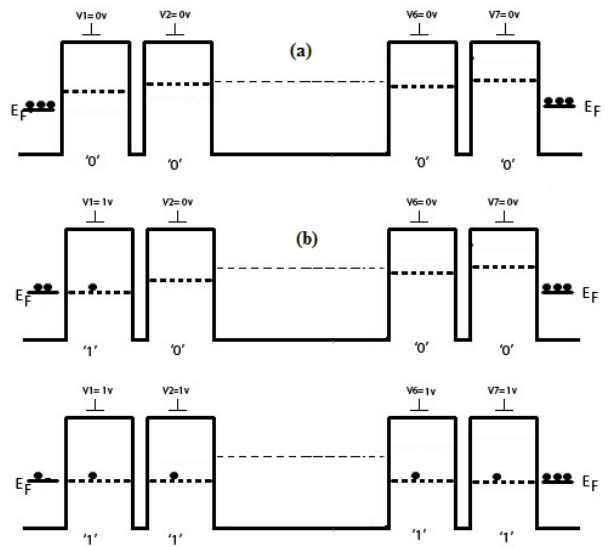 V1=0v V2=0v V6=0v V7=0v
(a)
EF EF
'0' '0' '0' '0'
V1=1v V2=0v V6=0v V7=0v
(b)
EF EF
'1' '0' '0' '0'
V1=1v V2=1v V6=1v V7=1v
EF EF
'1' '1' '1' '1'